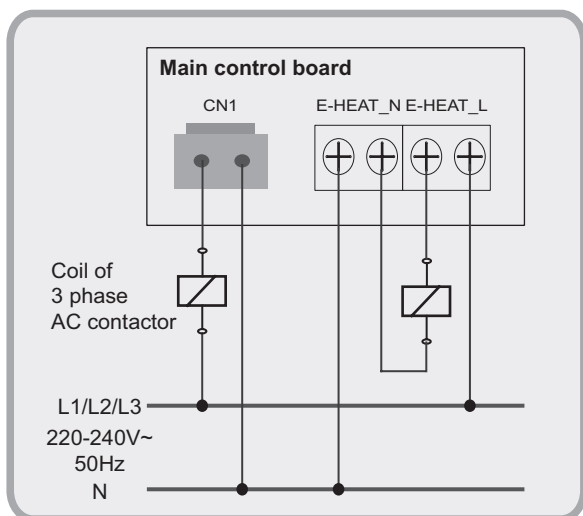 Main control board
CN1
E-HEAT_N E-HEAT_L
Coil of
3 phase
AC contactor
L1/L2/L3
220-240V~
50Hz
N